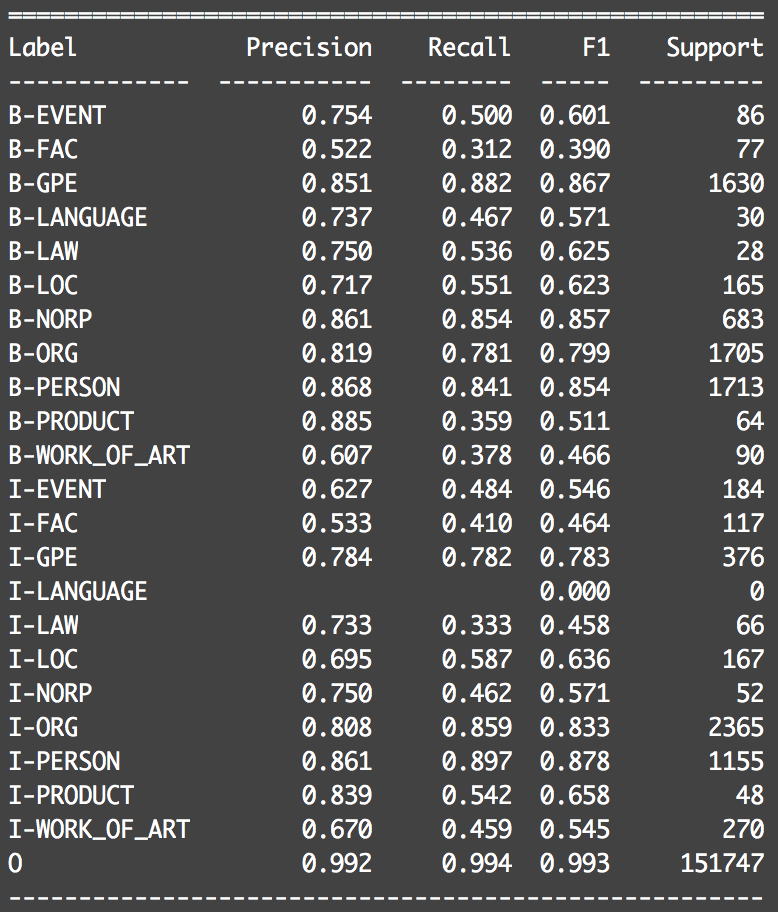 =======================================================
Label Precision Recall F1 Support
------------- ----------- -------- ----- ---------
B-EVENT 0.754 0.500 0.601 86
B-FAC 0.522 0.312 0.390 77
B-GPE 0.851 0.882 0.867 1630
B-LANGUAGE 0.737 0.467 0.571 30
B-LAW 0.750 0.536 0.625 28
B-LOC 0.717 0.551 0.623 165
B-NORP 0.861 0.854 0.857 683
B-ORG 0.819 0.781 0.799 1705
B-PERSON 0.868 0.841 0.854 1713
B-PRODUCT 0.885 0.359 0.511 64
B-WORK_OF_ART 0.607 0.378 0.466 90
I-EVENT 0.627 0.484 0.546 184
I-FAC 0.533 0.410 0.464 117
I-GPE 0.784 0.782 0.783 376
I-LANGUAGE 0.000 0
I-LAW 0.733 0.333 0.458 66
I-LOC 0.695 0.587 0.636 167
I-NORP 0.750 0.462 0.571 52
I-ORG 0.808 0.859 0.833 2365
I-PERSON 0.861 0.897 0.878 1155
I-PRODUCT 0.839 0.542 0.658 48
I-WORK_OF_ART 0.670 0.459 0.545 270
O 0.992 0.994 0.993 151747
-------------------------------------------------------